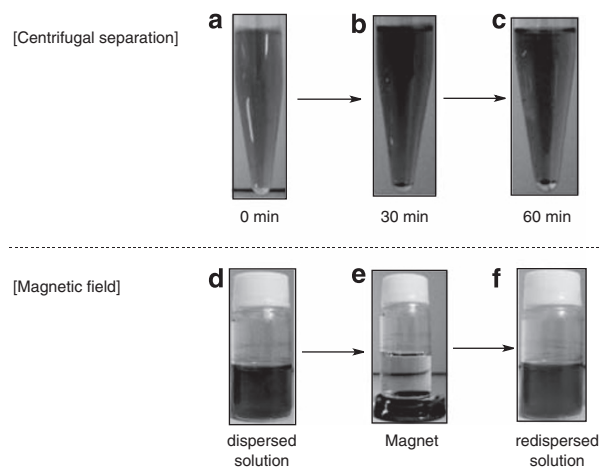 [Centrifugal separation]
a b c
0 min 30 min 60 min
[Magnetic field]
d e f
dispersed solution Magnet redispersed solution